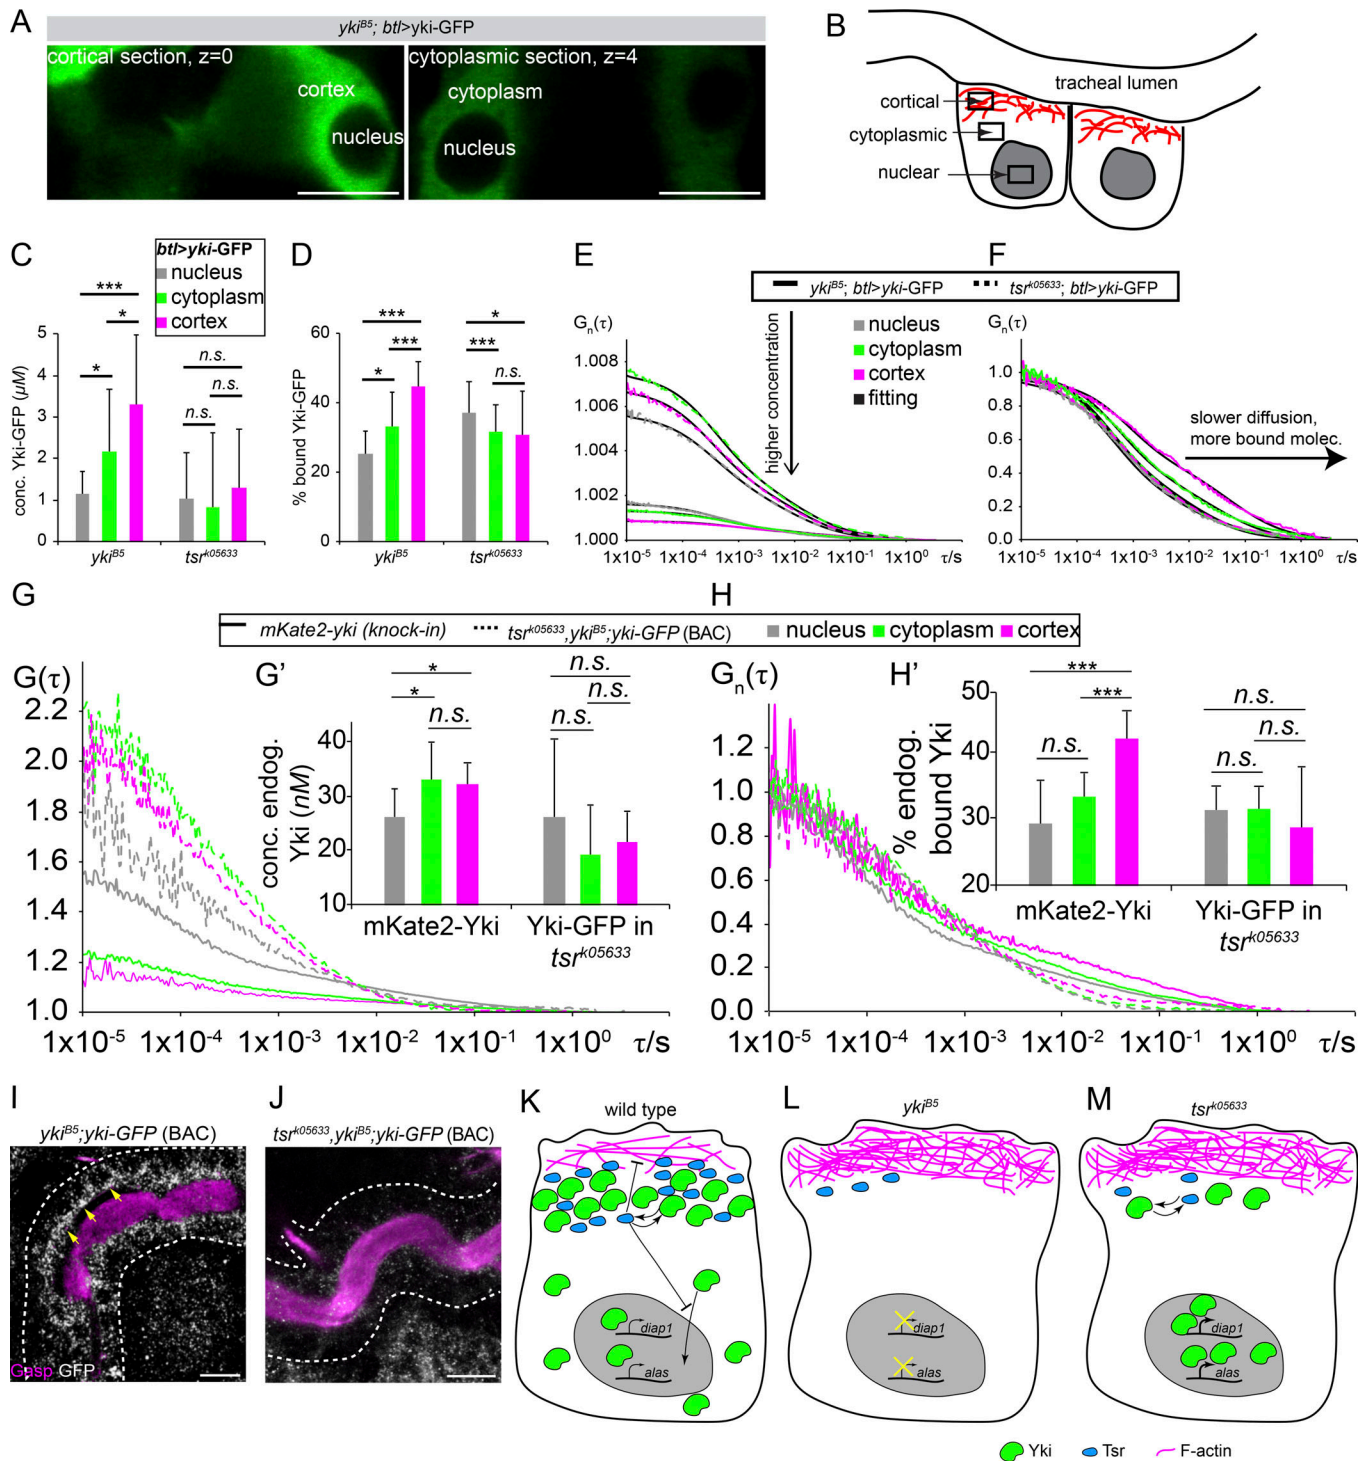 A
yki^B5; btl>yki-GFP
cortical section, z=0
cortex
nucleus
cytoplasmic section, z=4
cytoplasm
nucleus
B
tracheal lumen
cortical
cytoplasmic
nuclear
C
btl>yki-GFP
nucleus
cytoplasm
cortex
***
*
*
n.s.
n.s.
n.s.
conc. Yki-GFP (µM)
5
4
3
2
1
0
yki^B5
tsr^k05633
D
***
***
*
*
***
n.s.
% bound Yki-GFP
60
40
20
0
yki^B5
tsr^k05633
E
F
yki^B5; btl>yki-GFP
tsr^k05633; btl>yki-GFP
G_n(τ)
1.008
1.006
1.004
1.002
1.000
1x10^-5
1x10^-4
1x10^-3
1x10^-2
1x10^-1
1x10^0
τ/s
higher concentration
nucleus
cytoplasm
cortex
fitting
G_n(τ)
1.0
0.8
0.6
0.4
0.2
0
1x10^-5
1x10^-4
1x10^-3
1x10^-2
1x10^-1
1x10^0
τ/s
slower diffusion,
more bound molec.
G
H
mKate2-yki (knock-in)
tsr^k05633,yki^B5;yki-GFP (BAC)
nucleus
cytoplasm
cortex
G(τ)
2.2
2.0
1.8
1.6
1.4
1.2
1.0
1x10^-5
1x10^-4
1x10^-3
1x10^-2
1x10^-1
1x10^0
τ/s
G'
*
*
n.s.
n.s.
n.s.
n.s.
conc. endog.
Yki (nM)
40
30
20
10
mKate2-Yki
Yki-GFP in
tsr^k05633
G_n(τ)
1.2
1.0
0.8
0.6
0.4
0.2
0.0
1x10^-5
1x10^-4
1x10^-3
1x10^-2
1x10^-1
1x10^0
τ/s
H'
***
***
n.s.
n.s.
n.s.
n.s.
% endog.
bound Yki
50
40
30
20
mKate2-Yki
Yki-GFP in
tsr^k05633
I
yki^B5;yki-GFP (BAC)
Gasp GFP
J
tsr^k05633,yki^B5;yki-GFP (BAC)
K
wild type
diap1
alas
L
yki^B5
diap1
alas
M
tsr^k05633
diap1
alas
Yki
Tsr
F-actin